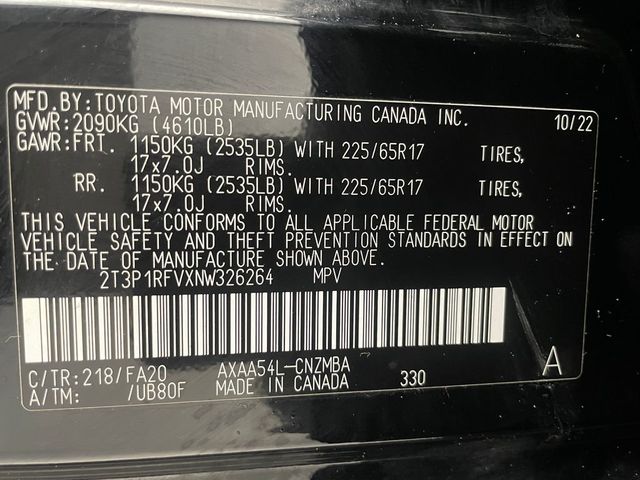 MFD.BY:TOYOTA MOTOR MANUFACTURING CANADA INC. 10/22
GVWR:2090KG (4610LB)
GAWR:FRT. 1150KG (2535LB) WITH 225/65R17 TIRES,
17x7.0J RIMS.
RR. 1150KG (2535LB) WITH 225/65R17 TIRES,
17x7.0J RIMS.
THIS VEHICLE CONFORMS TO ALL APPLICABLE FEDERAL MOTOR
VEHICLE SAFETY AND THEFT PREVENTION STANDARDS IN EFFECT ON
THE DATE OF MANUFACTURE SHOWN ABOVE.
2T3P1RFVXNW326264 MPV
C/TR:218/FA20 AXAA54L-CNZMBA A
A/TM: /UB80F MADE IN CANADA 330